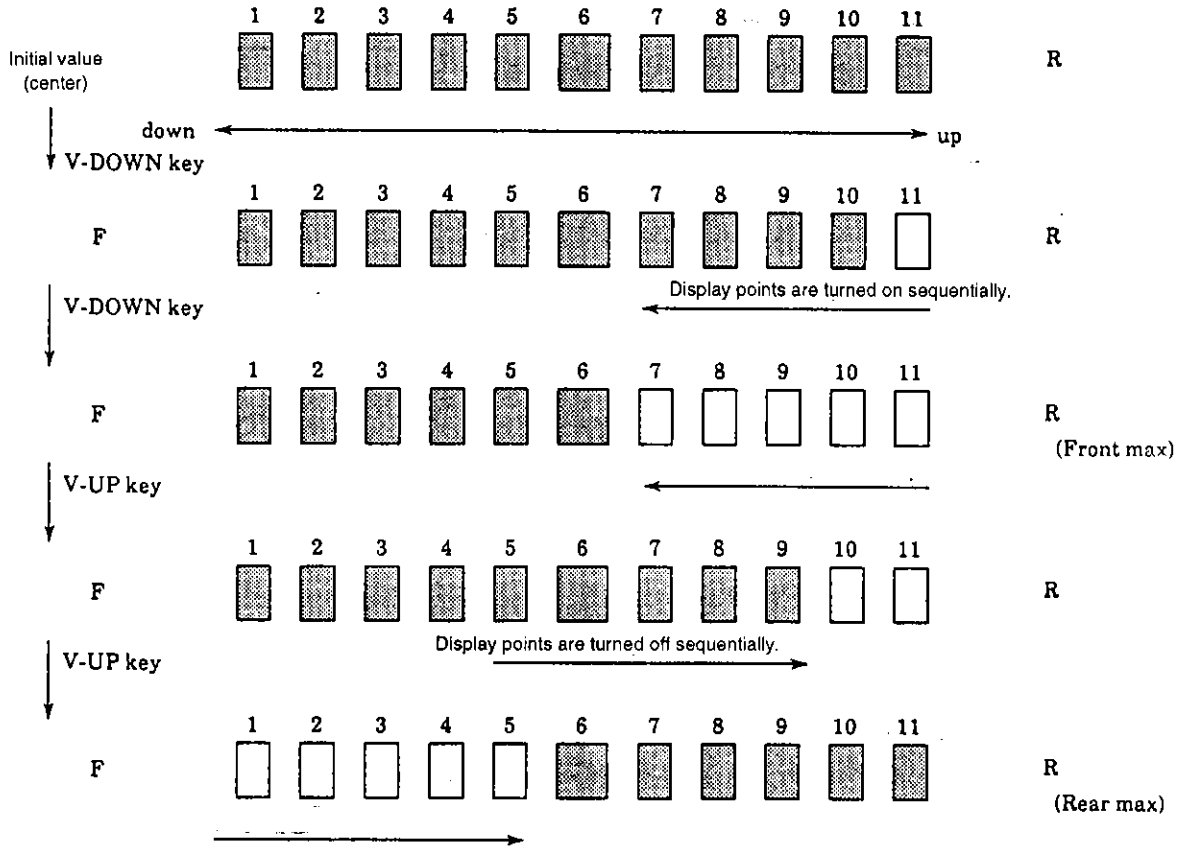 1 2 3 4 5 6 7 8 9 10 11
Initial value
(center)
R
down up
V-DOWN key
1 2 3 4 5 6 7 8 9 10 11
F R
Display points are turned on sequentially.
V-DOWN key
1 2 3 4 5 6 7 8 9 10 11
F R
(Front max)
V-UP key
1 2 3 4 5 6 7 8 9 10 11
F R
Display points are turned off sequentially.
V-UP key
1 2 3 4 5 6 7 8 9 10 11
F R
(Rear max)